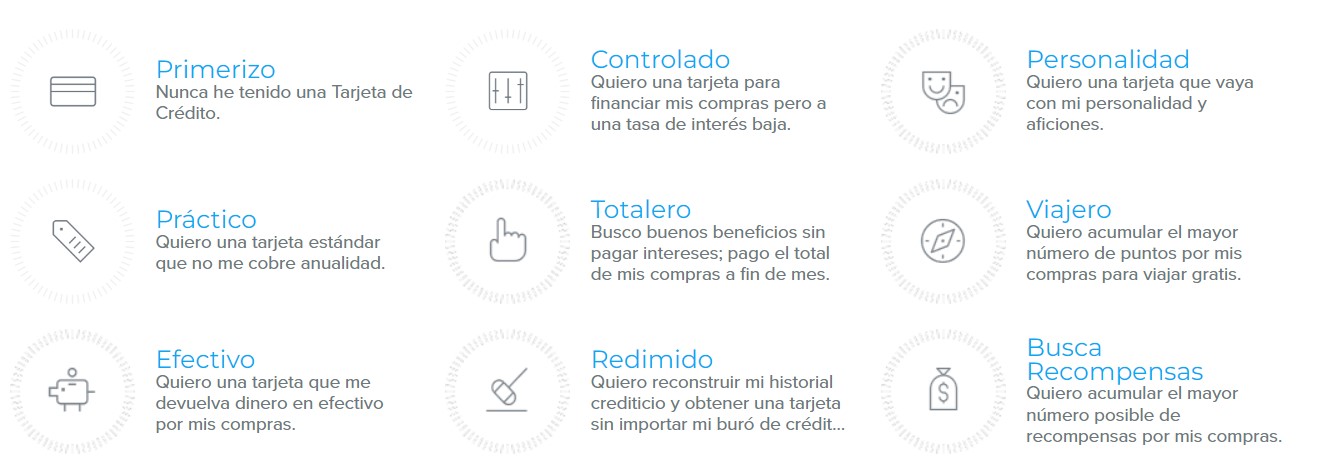 Primerizo
Nunca he tenido una Tarjeta de
Crédito.
Controlado
Quiero una tarjeta para
financiar mis compras pero a
una tasa de interés baja.
Personalidad
Quiero una tarjeta que vaya
con mi personalidad y
aficiones.
Práctico
Quiero una tarjeta estándar
que no me cobre anualidad.
Totalero
Busco buenos beneficios sin
pagar intereses; pago el total
de mis compras a fin de mes.
Viajero
Quiero acumular el mayor
número de puntos por mis
compras para viajar gratis.
Efectivo
Quiero una tarjeta que me
devuelva dinero en efectivo
por mis compras.
Redimido
Quiero reconstruir mi historial
crediticio y obtener una tarjeta
sin importar mi buró de crédit...
Busca
Recompensas
Quiero acumular el mayor
número posible de
recompensas por mis compras.
$